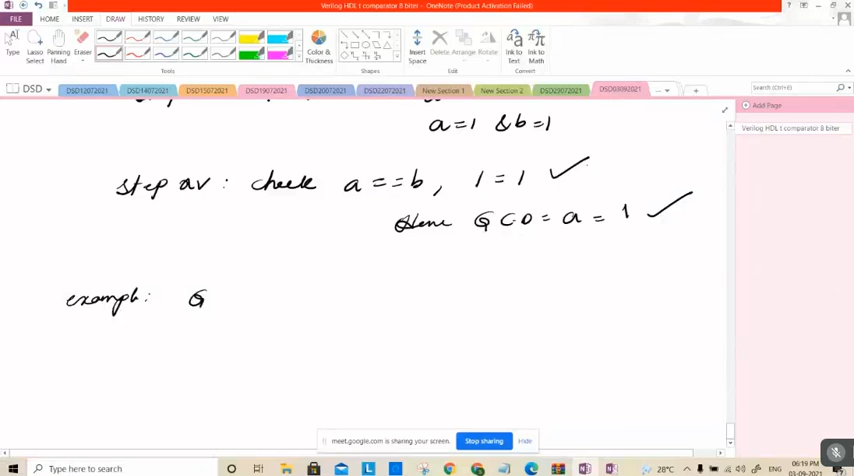 Verilog HDL t comparator 8 biter - OneNote (Product Activation Failed)
FILE HOME INSERT DRAW HISTORY REVIEW VIEW
Type Lasso Select Panning Hand Eraser Color & Thickness Insert Space Delete Arrange Rotate Ink to Text Ink to Math
Tools Shapes Edit Convert
DSD DSD12072021 DSD14072021 DSD15072021 DSD19072021 DSD20072021 DSD22072021 New Section 1 New Section 2 DSD29072021 DSD03092021 ... + Search (Ctrl+E)
Add Page
Verilog HDL t comparator 8 biter
a=1 &b=1
step av: check a==b, 1=1 ✓
Hene GCD=a=1 ✓
example: G
meet.google.com is sharing your screen. Stop sharing Hide
Type here to search 28°C 06:19 PM
03-09-2021